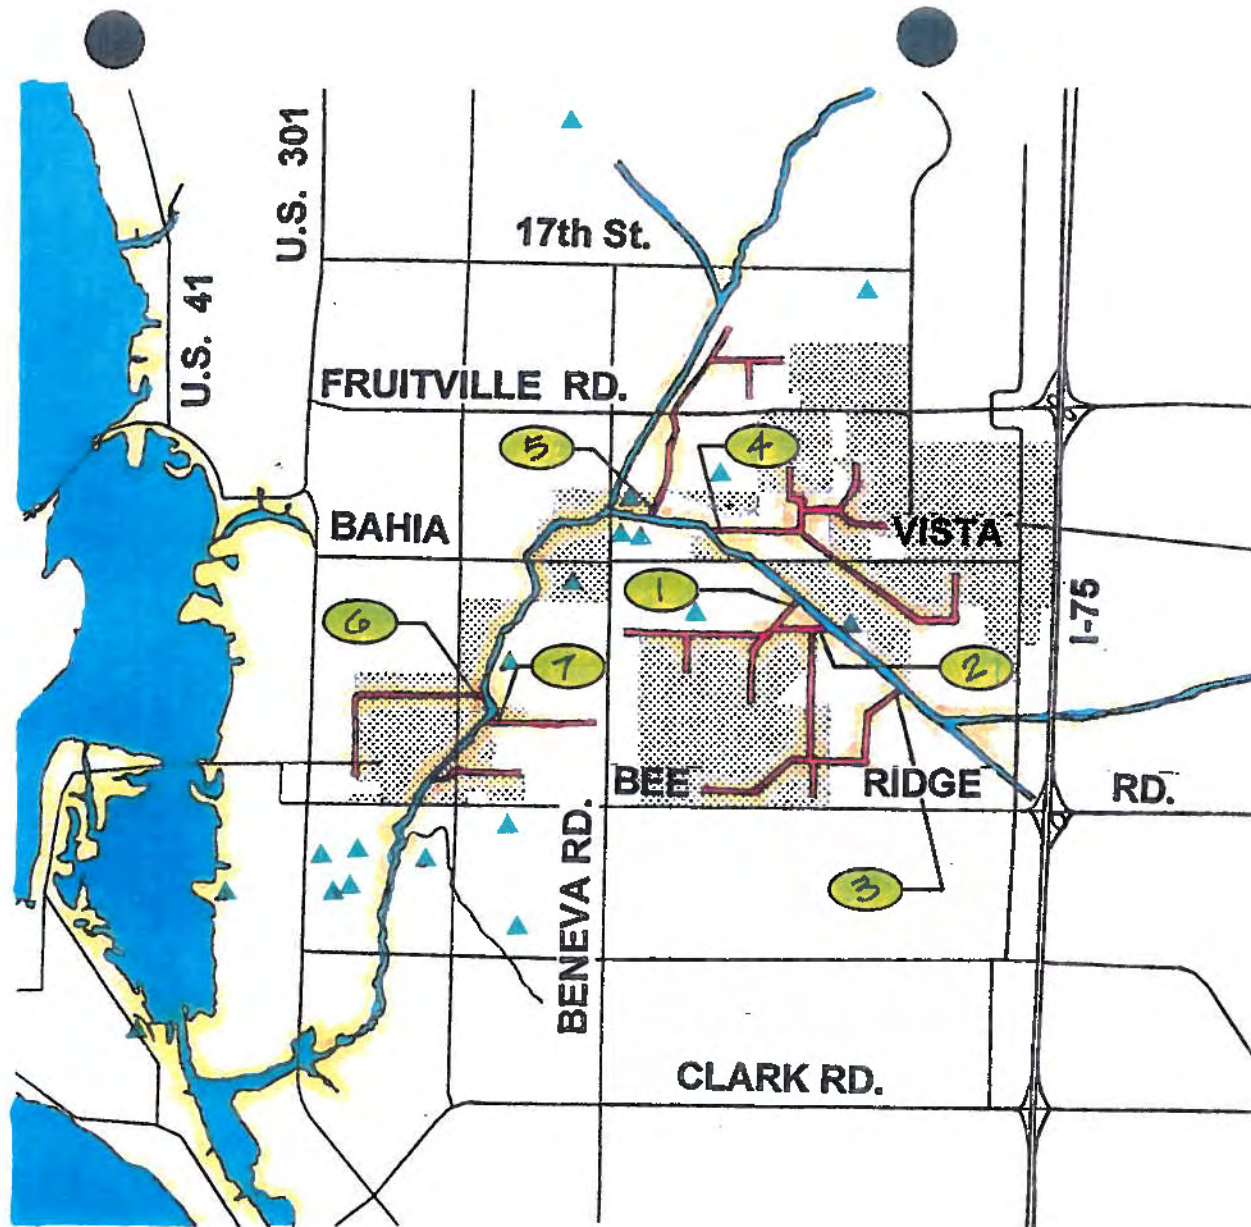 U.S. 301
17th St.
U.S. 41
FRUITVILLE RD.
5
4
BAHIA
VISTA
1
I-75
6
7
2
BEE RIDGE RD.
3
BENEVA RD.
CLARK RD.